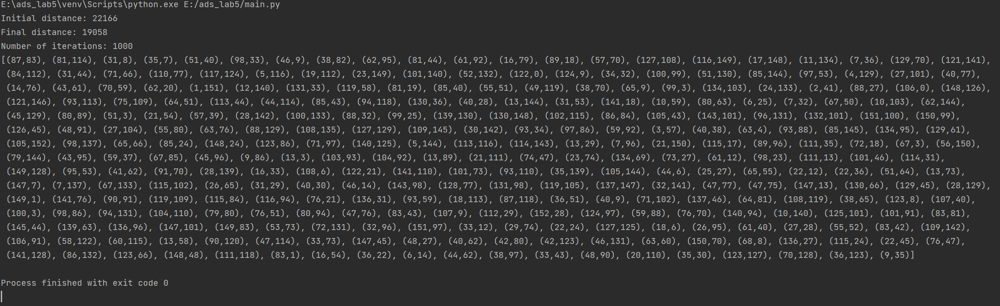 E:\ads_lab5\venv\Scripts\python.exe E:/ads_lab5/main.py
Initial distance: 22166
Final distance: 19058
Number of iterations: 1000
[(87,83), (81,114), (31,8), (35,7), (51,40), (98,33), (46,9), (38,82), (62,95), (81,44), (61,92), (16,79), (89,18), (57,70), (127,108), (116,149), (17,148), (11,134), (7,36), (129,70), (121,141),
(84,112), (31,44), (71,66), (110,77), (117,124), (5,116), (19,112), (23,149), (101,140), (52,132), (122,0), (124,9), (34,32), (100,99), (51,130), (85,144), (97,53), (4,129), (27,101), (40,77),
(14,76), (43,61), (70,59), (62,20), (1,151), (12,140), (131,33), (119,58), (81,19), (85,40), (55,51), (49,119), (38,70), (65,9), (99,3), (134,103), (24,133), (2,41), (88,27), (106,0), (148,126),
(121,146), (93,113), (75,109), (64,51), (113,44), (44,114), (85,43), (94,118), (130,36), (40,28), (13,144), (31,53), (141,18), (10,59), (80,63), (6,25), (7,32), (67,50), (10,103), (62,144),
(45,129), (80,89), (51,3), (21,54), (57,39), (28,142), (100,133), (88,32), (99,25), (139,130), (130,148), (102,115), (86,84), (105,43), (143,101), (96,131), (132,101), (151,100), (150,99),
(126,45), (48,91), (27,104), (55,80), (63,76), (88,129), (108,135), (127,129), (109,145), (30,142), (93,34), (97,86), (59,92), (3,57), (40,38), (63,4), (93,88), (85,145), (134,95), (129,61),
(105,152), (98,137), (65,66), (85,24), (148,24), (123,86), (71,97), (140,125), (5,144), (113,116), (114,143), (13,29), (7,96), (21,150), (115,17), (89,96), (111,35), (72,18), (67,3), (56,150),
(79,144), (43,95), (59,37), (67,85), (45,96), (9,86), (13,3), (103,93), (104,92), (13,89), (21,111), (74,47), (23,74), (134,69), (73,27), (61,12), (98,23), (111,13), (101,46), (114,31),
(149,128), (95,53), (41,62), (91,70), (28,139), (16,33), (108,6), (122,21), (141,110), (101,73), (93,110), (35,139), (105,144), (44,6), (25,27), (65,55), (22,12), (22,36), (51,64), (13,73),
(147,7), (7,137), (67,133), (115,102), (26,65), (31,29), (40,30), (46,14), (143,98), (128,77), (131,98), (119,105), (137,147), (32,141), (47,77), (47,75), (147,13), (130,66), (129,45), (28,129),
(149,1), (141,76), (90,91), (119,109), (115,84), (116,94), (76,21), (136,31), (93,59), (18,113), (87,118), (36,51), (40,9), (71,102), (137,46), (64,81), (108,119), (38,65), (123,8), (107,40),
(100,3), (98,86), (94,131), (104,110), (79,80), (76,51), (80,94), (47,76), (83,43), (107,9), (112,29), (152,28), (124,97), (59,88), (76,70), (140,94), (10,140), (125,101), (101,91), (83,81),
(145,44), (139,63), (136,96), (147,101), (149,83), (53,73), (72,131), (32,96), (151,97), (33,12), (29,74), (22,24), (127,125), (18,6), (26,95), (61,40), (27,28), (55,52), (83,42), (109,142),
(106,91), (58,122), (60,115), (13,58), (90,120), (47,114), (33,73), (147,45), (48,27), (40,62), (42,80), (42,123), (46,131), (63,60), (150,70), (68,8), (136,27), (115,24), (22,45), (76,47),
(141,128), (86,132), (123,66), (148,48), (111,118), (83,1), (16,54), (36,22), (6,14), (44,62), (38,97), (33,43), (48,90), (20,110), (35,30), (123,127), (70,128), (36,123), (9,35)]
Process finished with exit code 0